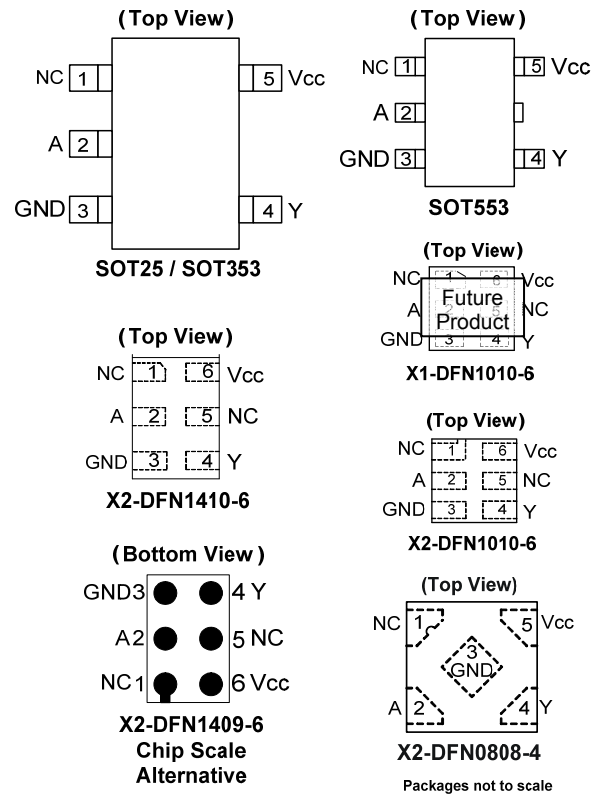 (Top View)
NC 1 5 Vcc
A 2
GND 3 4 Y
SOT25 / SOT353
(Top View)
NC 1 5 Vcc
A 2
GND 3 4 Y
SOT553
(Top View)
NC 1 6 Vcc
A 2 5 NC
GND 3 4 Y
Future
Product
X1-DFN1010-6
(Top View)
NC 1 6 Vcc
A 2 5 NC
GND 3 4 Y
X2-DFN1410-6
(Top View)
NC 1 6 Vcc
A 2 5 NC
GND 3 4 Y
X2-DFN1010-6
(Bottom View)
GND3 4 Y
A2 5 NC
NC1 6 Vcc
X2-DFN1409-6
Chip Scale
Alternative
(Top View)
NC 1 5 Vcc
3
GND
A 2 4 Y
X2-DFN0808-4
Packages not to scale